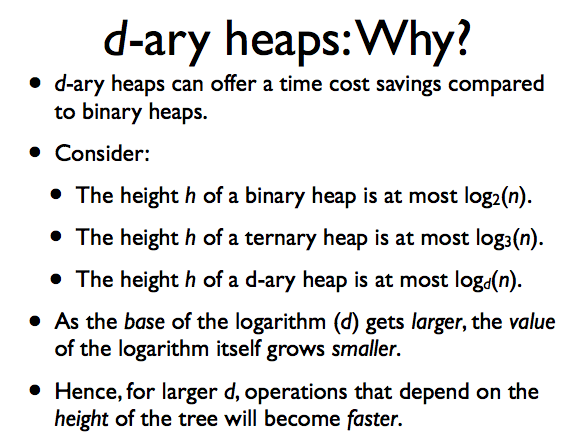 d-ary heaps: Why?
• d-ary heaps can offer a time cost savings compared
to binary heaps.
• Consider:
• The height h of a binary heap is at most log₂(n).
• The height h of a ternary heap is at most log₃(n).
• The height h of a d-ary heap is at most logd(n).
• As the base of the logarithm (d) gets larger, the value
of the logarithm itself grows smaller.
• Hence, for larger d, operations that depend on the
height of the tree will become faster.